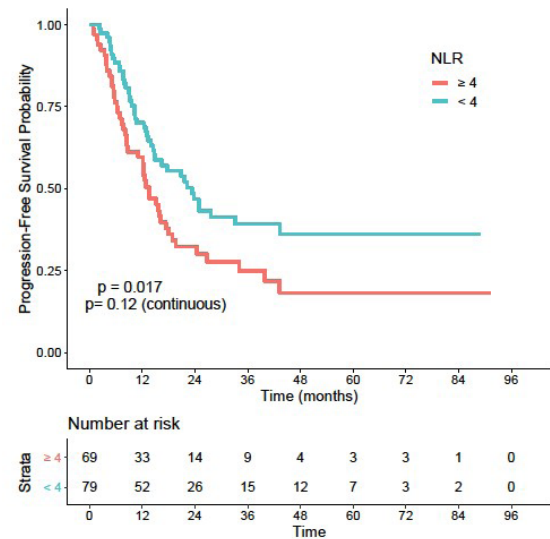 Progression-Free Survival Probability
1.00
0.75
0.50
0.25
0.00
NLR
≥ 4
< 4
p = 0.017
p= 0.12 (continuous)
0 12 24 36 48 60 72 84 96
Time (months)
Number at risk
Strata
≥ 4 69 33 14 9 4 3 3 1 0
< 4 79 52 26 15 12 7 3 2 0
0 12 24 36 48 60 72 84 96
Time